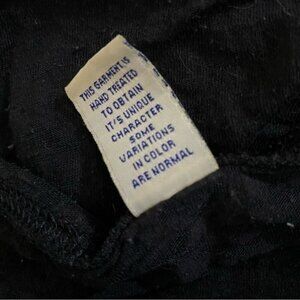 THIS GARMENT IS
HAND TREATED
TO OBTAIN
IT'S UNIQUE
CHARACTER
SOME
VARIATIONS
IN COLOR
ARE NORMAL